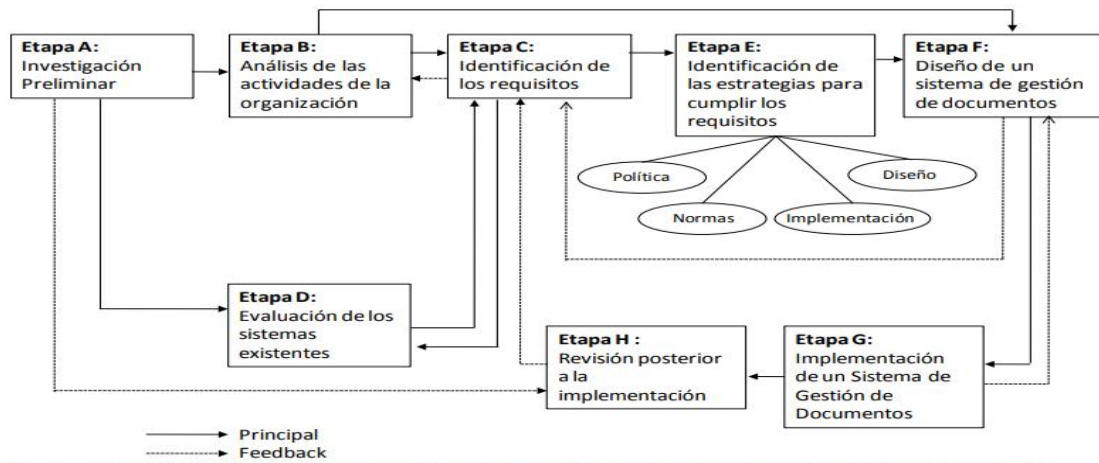 Etapa A:
Investigación
Preliminar
Etapa B:
Análisis de las
actividades de la
organización
Etapa C:
Identificación de
los requisitos
Etapa E:
Identificación de
las estrategias para
cumplir los
requisitos
Etapa F:
Diseño de un
sistema de gestión
de documentos
Política
Diseño
Normas
Implementación
Etapa D:
Evaluación de los
sistemas
existentes
Etapa H :
Revisión posterior
a la
implementación
Etapa G:
Implementación
de un Sistema de
Gestión de
Documentos
Principal
Feedback